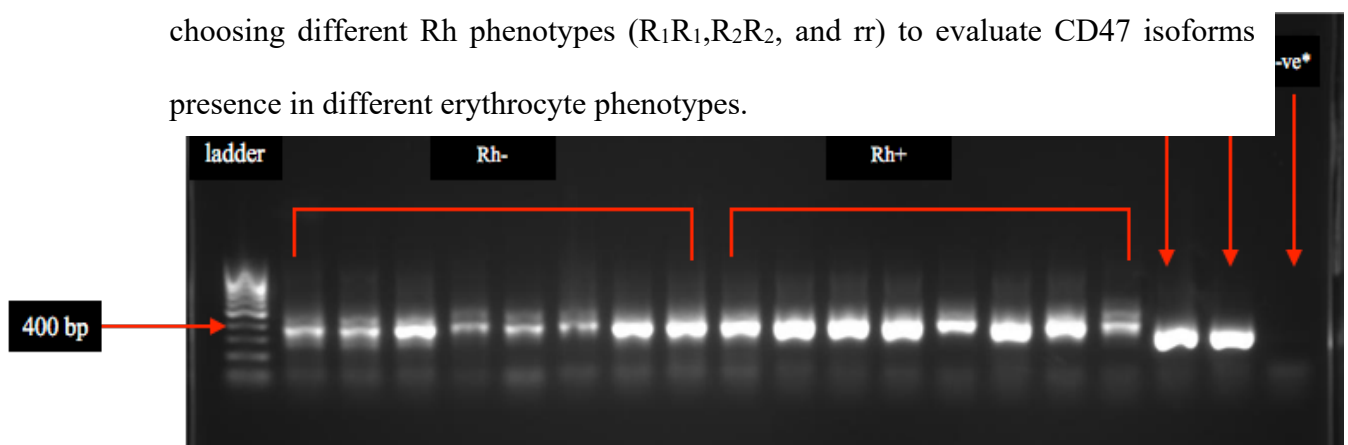 choosing different Rh phenotypes (R₁R₁,R₂R₂, and rr) to evaluate CD47 isoforms
presence in different erythrocyte phenotypes.
-ve*
ladder
Rh-
Rh+
400 bp